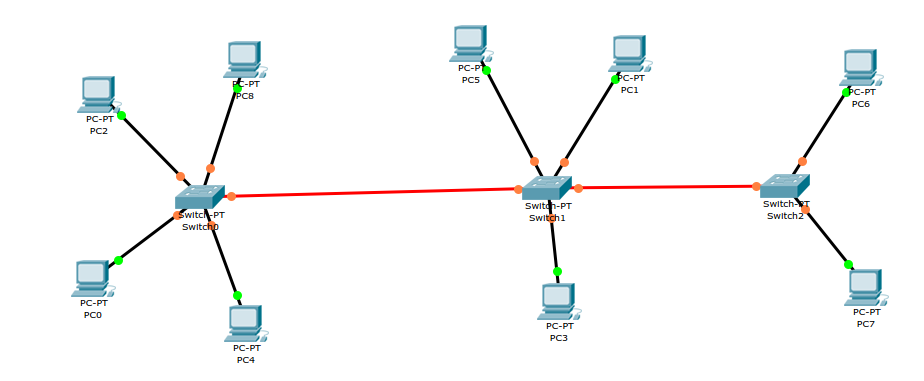 PC-PT
PC2
PC-PT
PC8
PC-PT
PC5
PC-PT
PC1
PC-PT
PC6
Switch-PT
Switch0
Switch-PT
Switch1
Switch-PT
Switch2
PC-PT
PC0
PC-PT
PC4
PC-PT
PC3
PC-PT
PC7